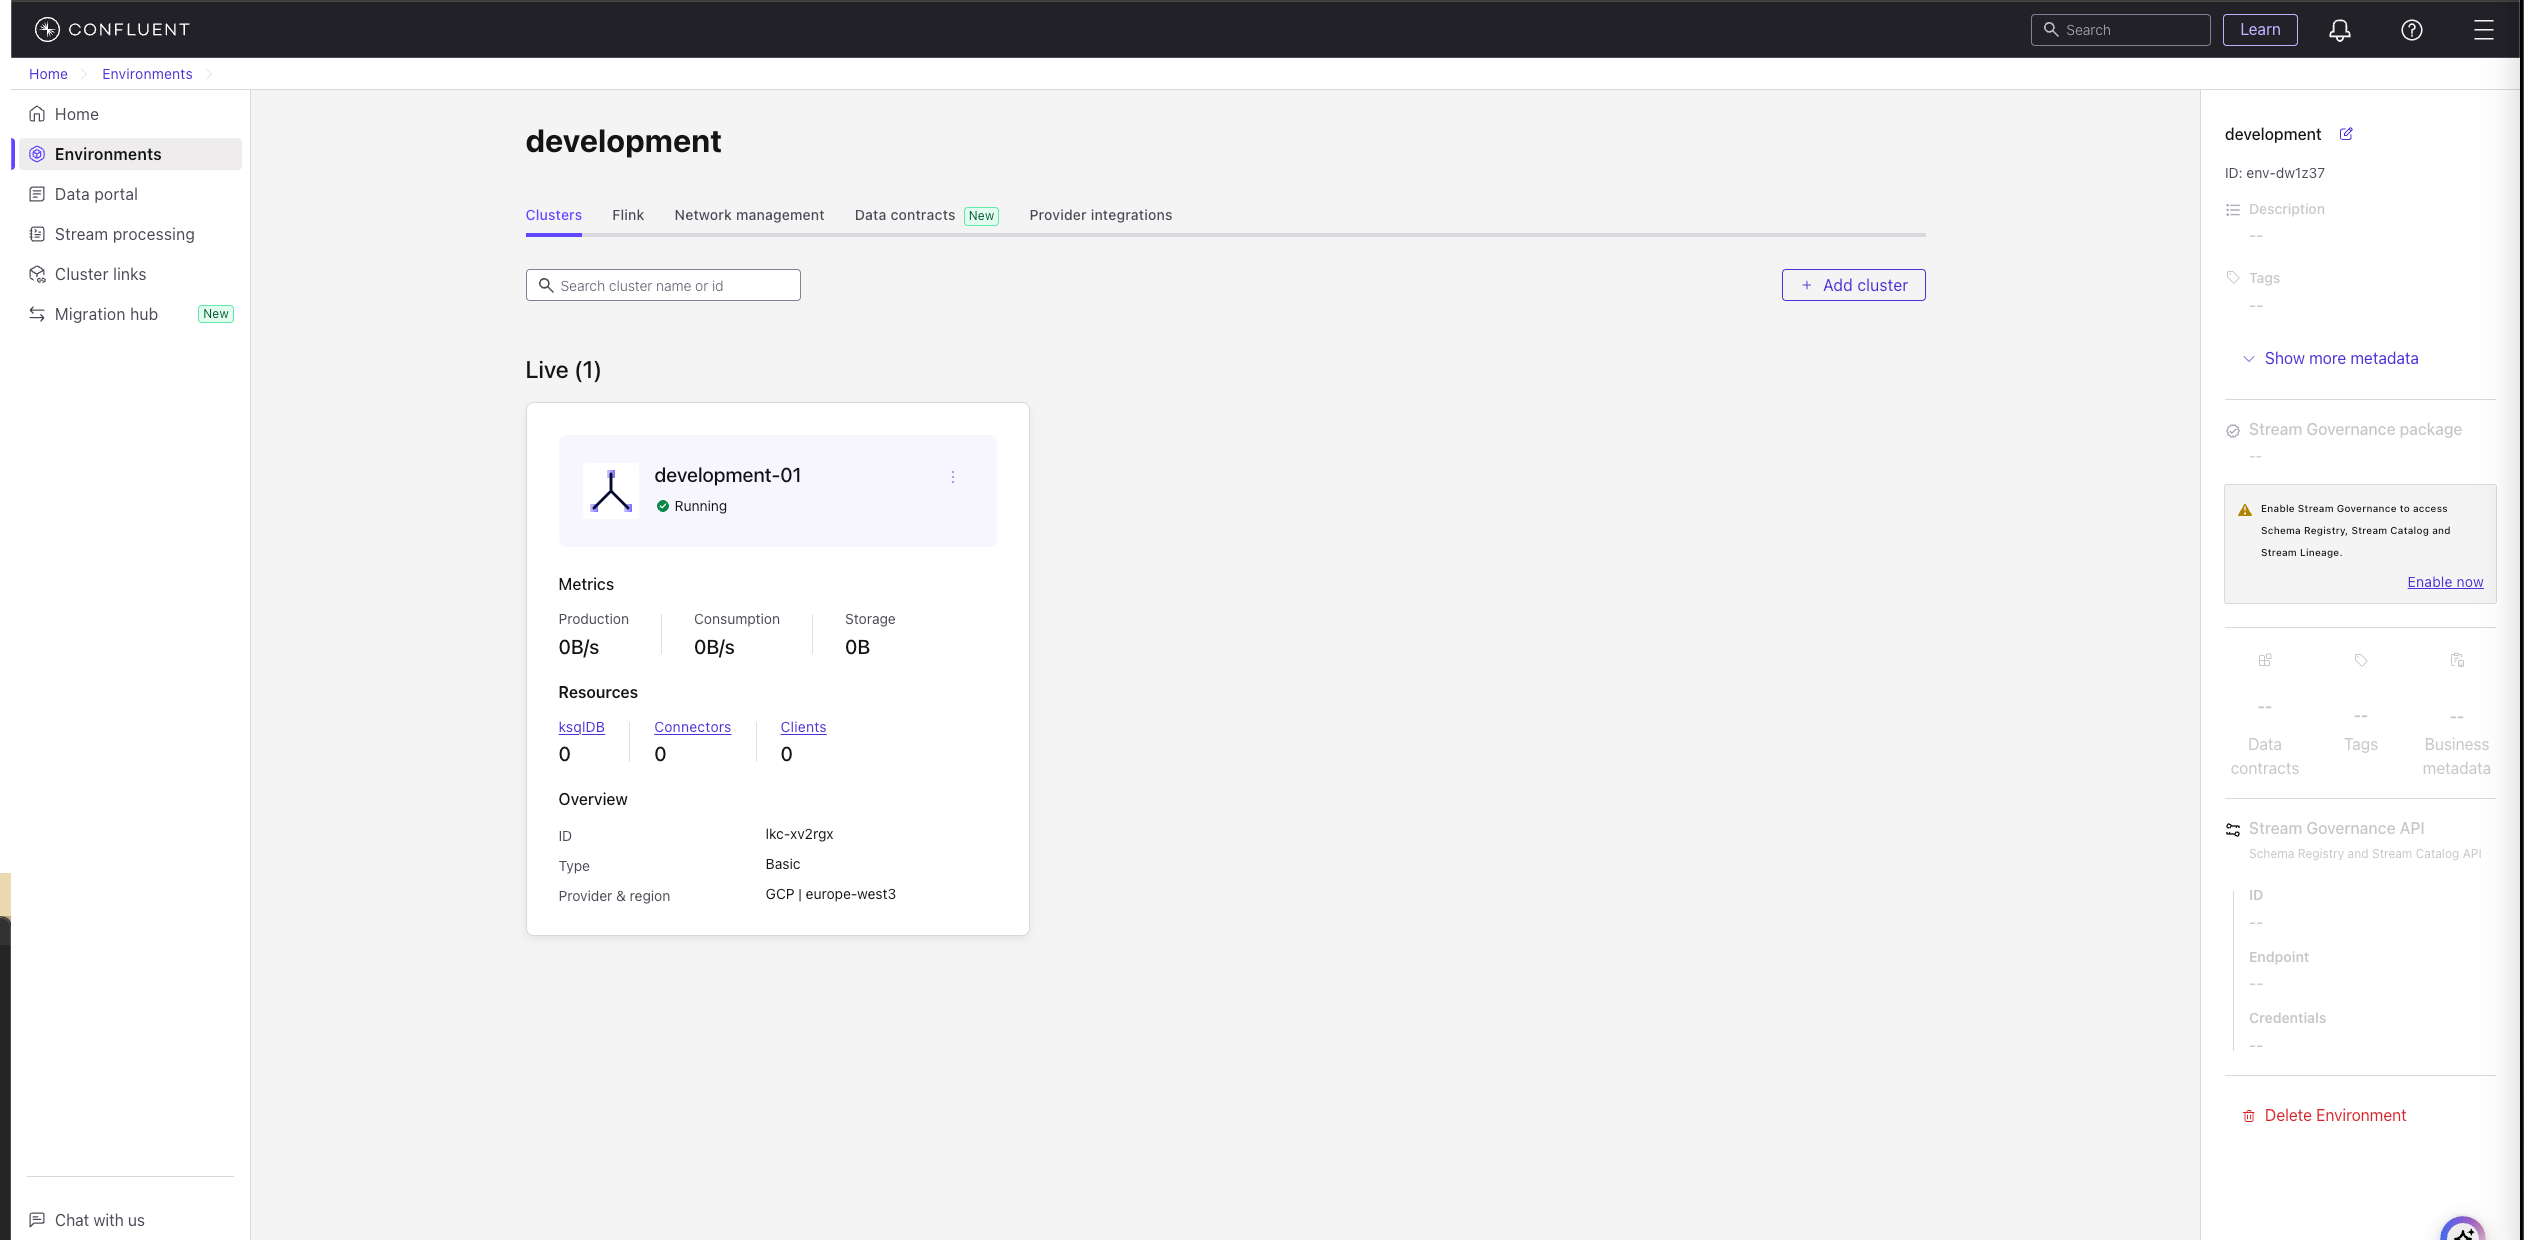 CONFLUENT
Search
Learn
Home
Environments
Home
Environments
Data portal
Stream processing
Cluster links
Migration hub New
Chat with us
development
Clusters
Flink
Network management
Data contracts New
Provider integrations
Search cluster name or id
+ Add cluster
Live (1)
development-01
Running
Metrics
Production
Consumption
Storage
0B/s
0B/s
0B
Resources
ksqlDB
Connectors
Clients
0
0
0
Overview
ID
lkc-xv2rgx
Type
Basic
Provider & region
GCP | europe-west3
development
ID: env-dw1z37
Description
--
Tags
--
Show more metadata
Stream Governance package
--
Enable Stream Governance to access
Schema Registry, Stream Catalog and
Stream Lineage.
Enable now
--
--
--
Data
contracts
Tags
Business
metadata
Stream Governance API
Schema Registry and Stream Catalog API
ID
--
Endpoint
--
Credentials
--
Delete Environment